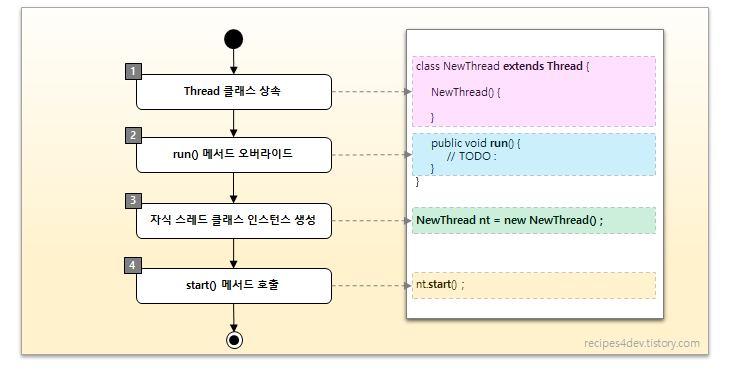 1
Thread 클래스 상속
2
run() 메서드 오버라이드
3
자식 스레드 클래스 인스턴스 생성
4
start() 메서드 호출
class NewThread extends Thread {
NewThread() {
}
public void run() {
// TODO :
}
}
NewThread nt = new NewThread() ;
nt.start() ;
recipes4dev.tistory.com